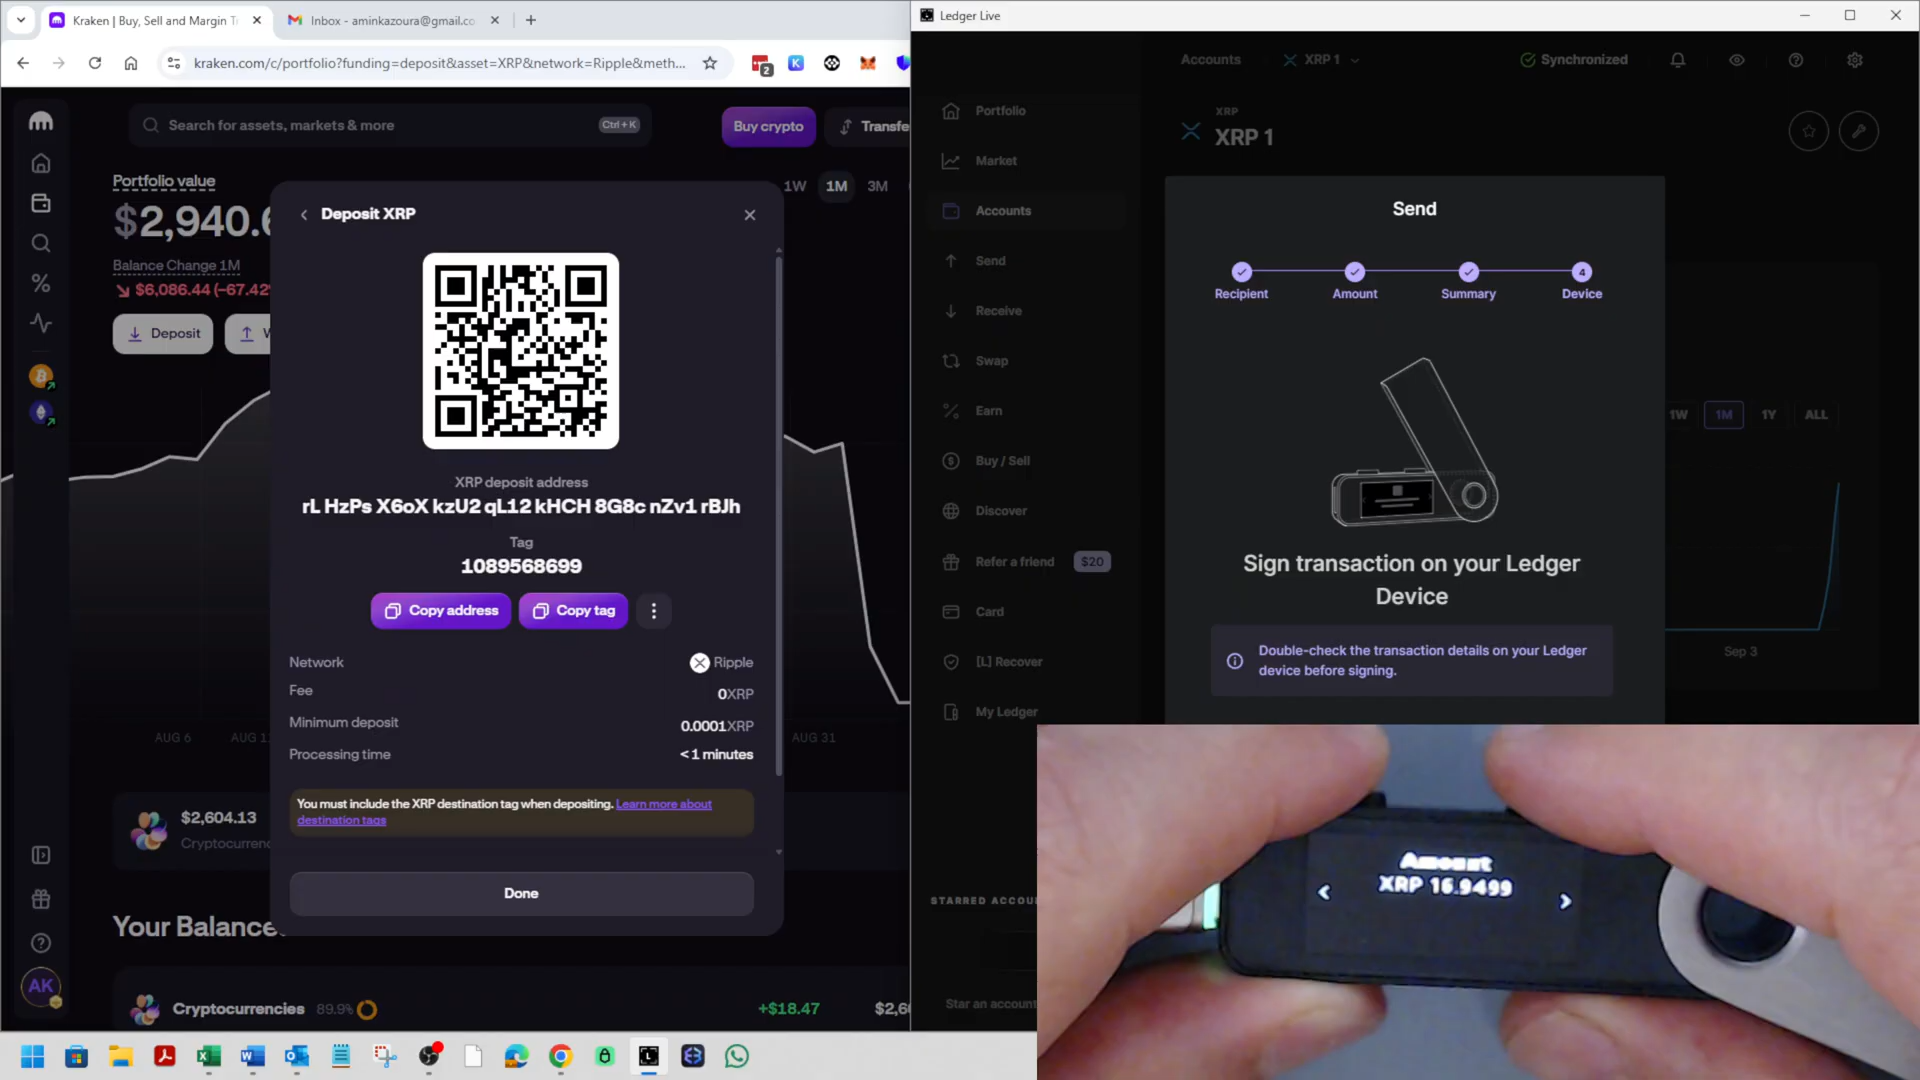 Kraken | Buy, Sell and Margin T
Inbox - aminkazoura@gmail.co
kraken.com/c/portfolio?funding=deposit&asset=XRP&network=Ripple&meth...
2
Search for assets, markets & more
Ctrl + K
Buy crypto
Transfe
Portfolio value
$2,940.6
1W
1M
3M
Balance Change 1M
$6,086.44 (-67.42%
Deposit
W
AUG 6
AUG 1
AUG 31
$2,604.13
Cryptocurrenc
Your Balance
Cryptocurrencies
89.9%
+$18.47
$2,6
AK
Deposit XRP
XRP deposit address
rL HzPs X6oX kzU2 qL12 kHCH 8G8c nZv1 rBJh
Tag
1089568699
Copy address
Copy tag
Network
Ripple
Fee
0XRP
Minimum deposit
0.0001XRP
Processing time
< 1 minutes
You must include the XRP destination tag when depositing. Learn more about
destination tags
Done
Ledger Live
Accounts
XRP 1
Synchronized
Portfolio
Market
Accounts
Send
Receive
Swap
Earn
Buy / Sell
Discover
Refer a friend
$20
Card
[L] Recover
My Ledger
STARRED ACCOU
Star an account
XRP
XRP 1
1W
1M
1Y
ALL
Sep 3
Send
4
Recipient
Amount
Summary
Device
Sign transaction on your Ledger
Device
Double-check the transaction details on your Ledger
device before signing.
Amount
XRP 16.9499